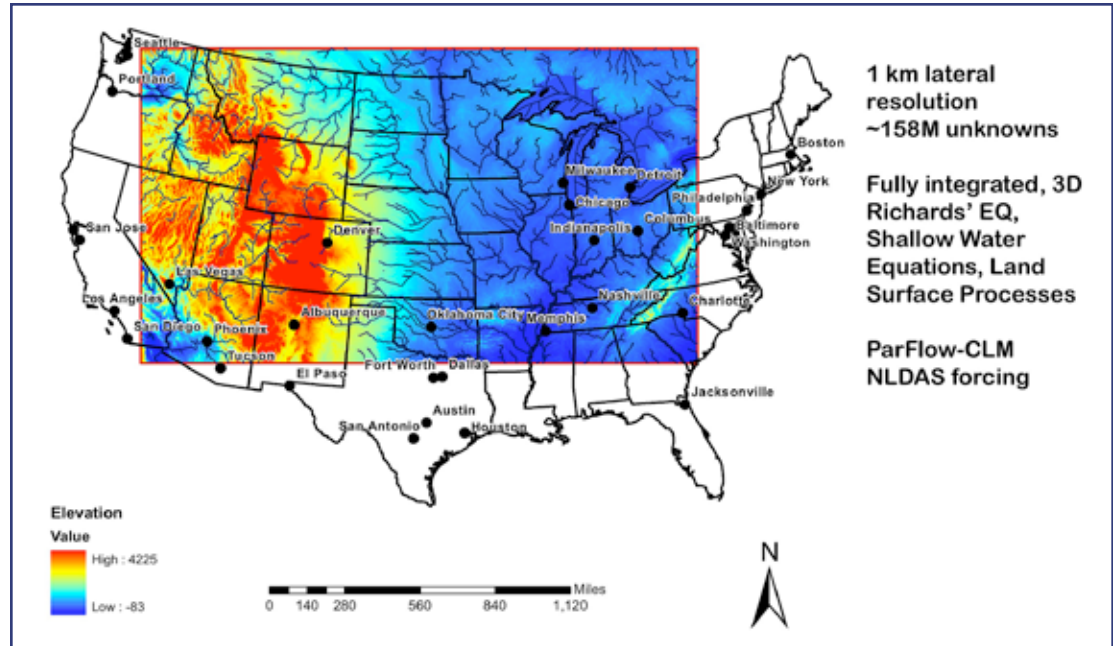 Seattle
Portland
Boston
Milwaukee
Detroit
New York
Philadelphia
Chicago
Columbus
Baltimore
Indianapolis
Washington
San Jose
Denver
Las Vegas
Nashville
Los Angeles
Charlotte
Albuquerque
Oklahoma City
Memphis
San Diego
Phoenix
Tucson
Fort Worth
Dallas
El Paso
Jacksonville
Austin
San Antonio
Houston
1 km lateral
resolution
~158M unknowns
Fully integrated, 3D
Richards' EQ,
Shallow Water
Equations, Land
Surface Processes
ParFlow-CLM
NLDAS forcing
Elevation
Value
High : 4225
Low : -83
Miles
0 140 280 560 840 1,120
N